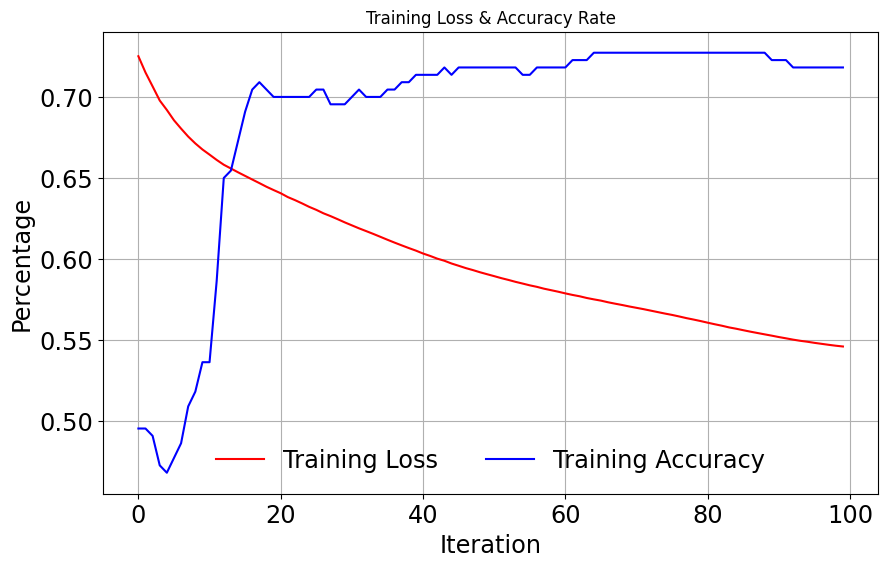 Training Loss & Accuracy Rate
0.70
0.65
0.60
0.55
0.50
Percentage
Training Loss Training Accuracy
0 20 40 60 80 100
Iteration